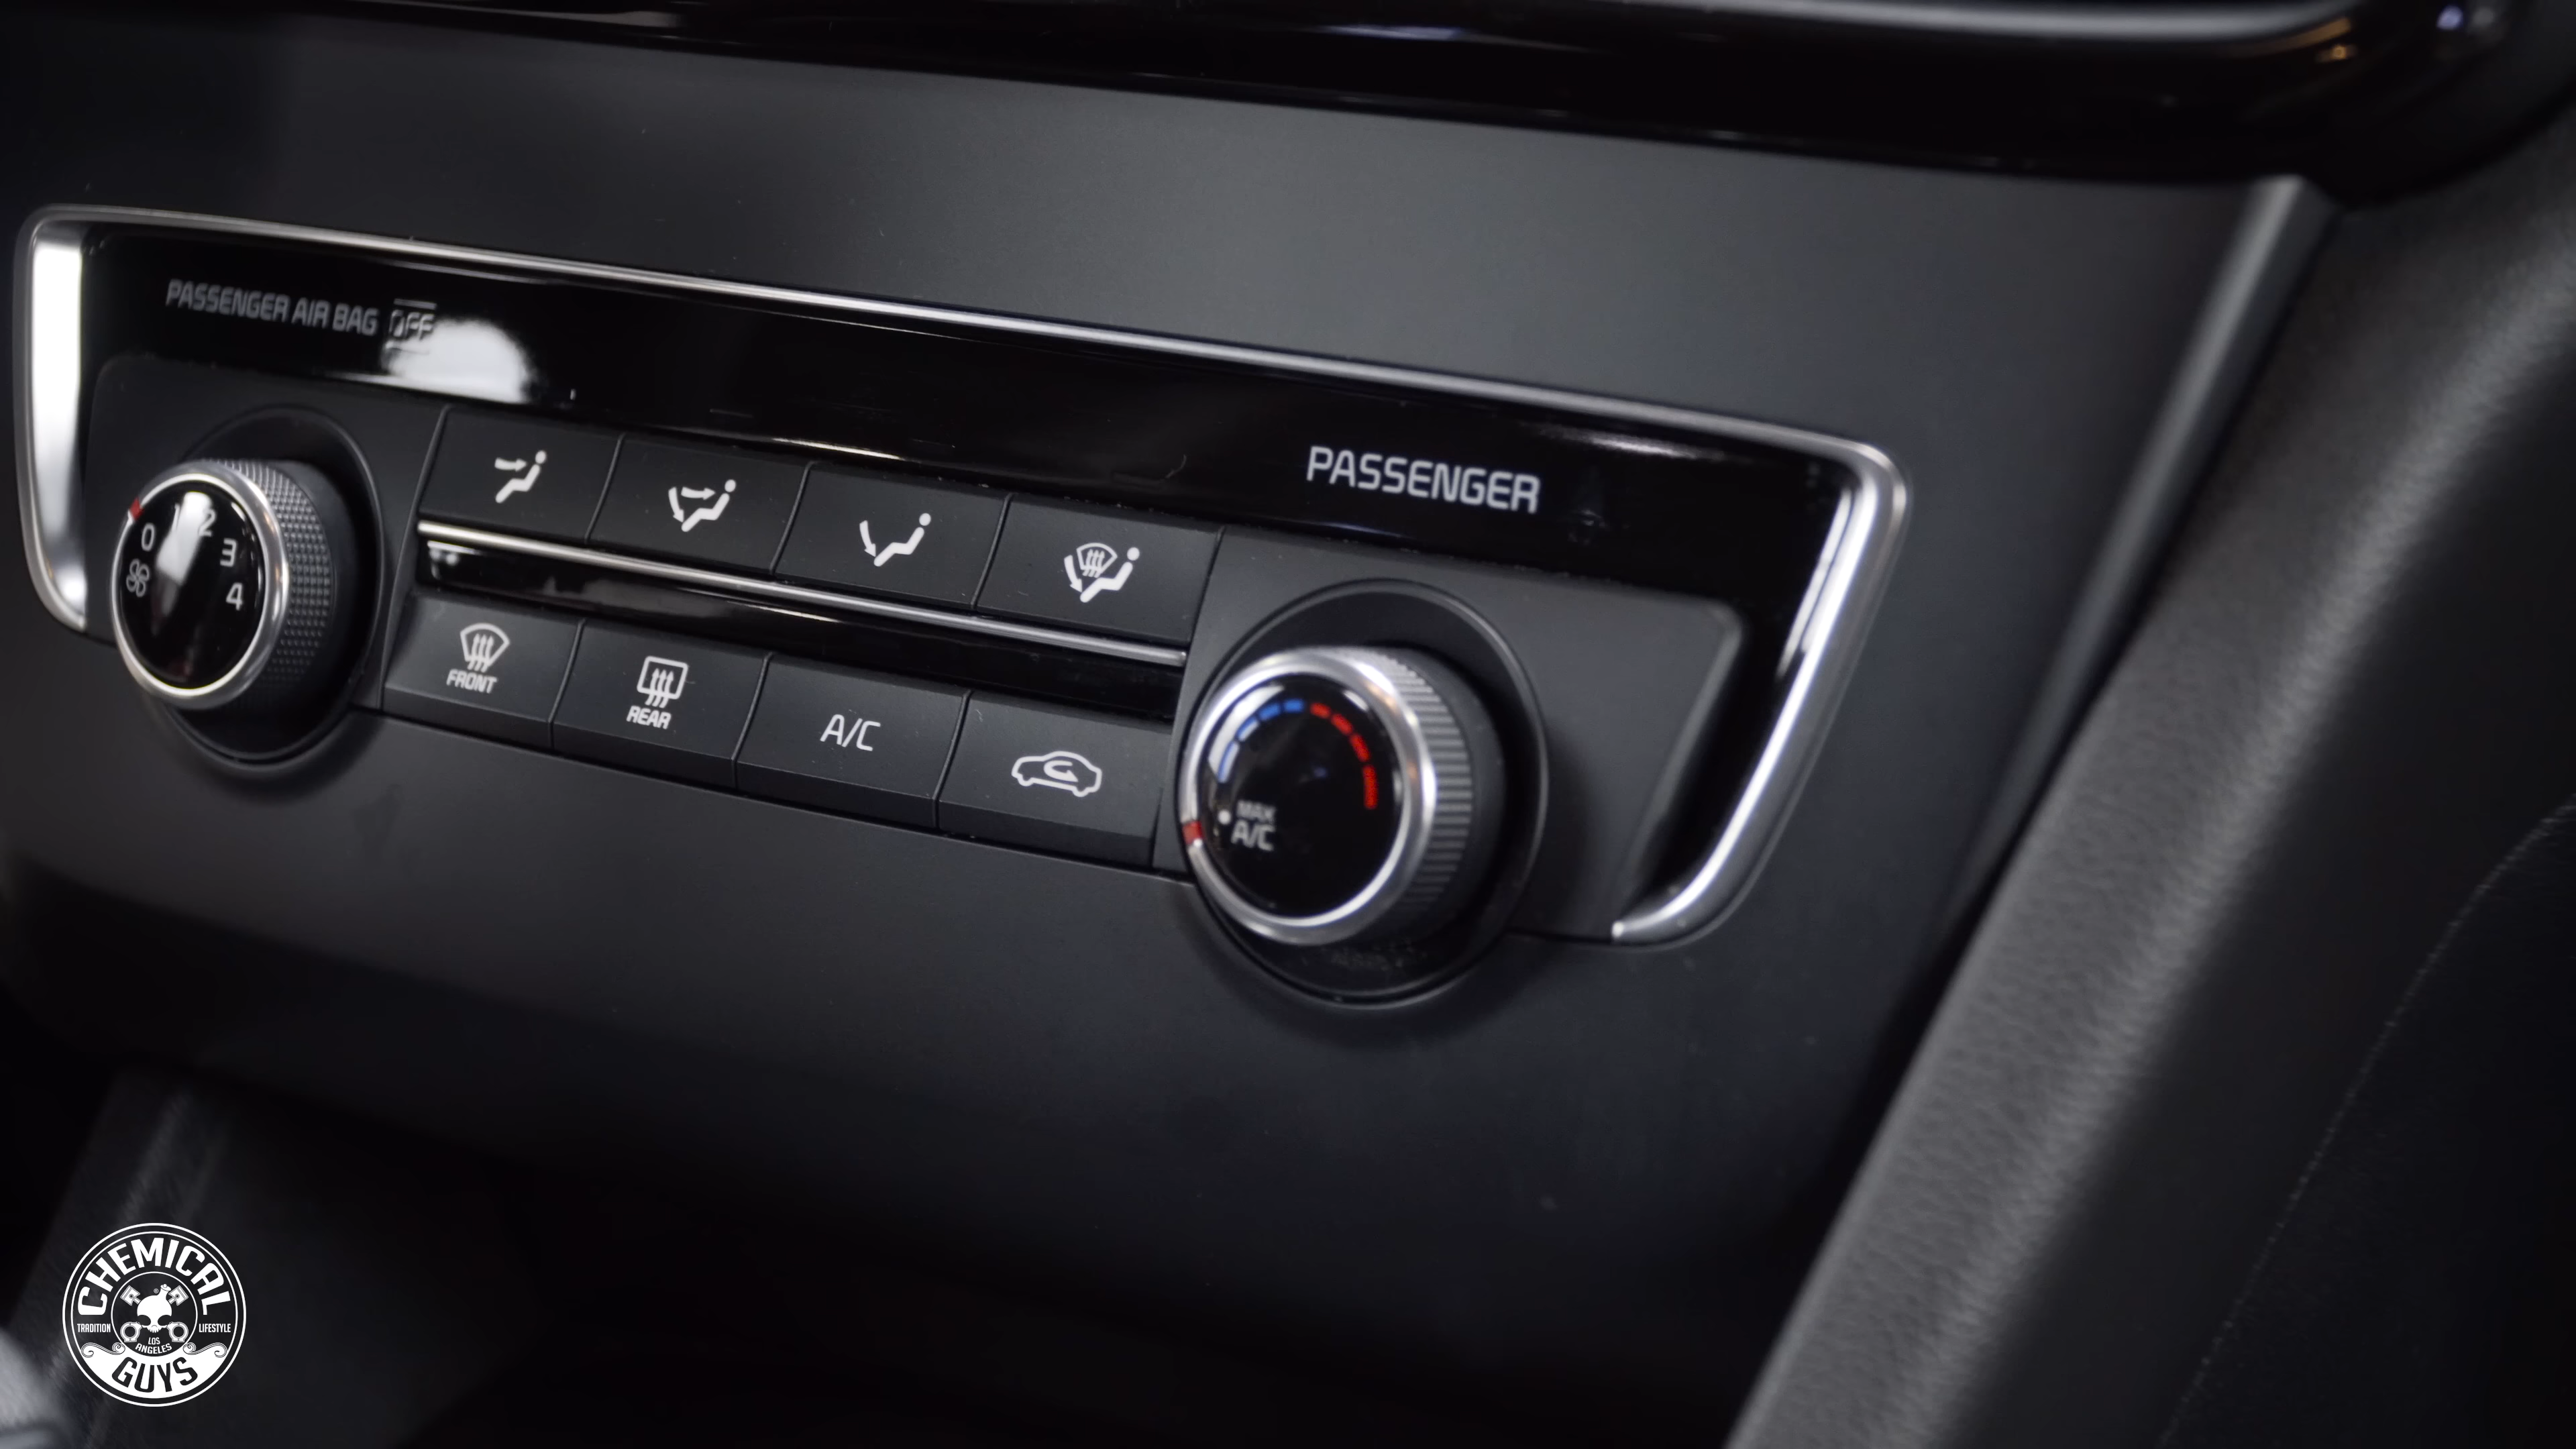 PASSENGER AIR BAG OFF
PASSENGER
0 1 2 3 4
FRONT
REAR
A/C
MAX
A/C
CHEMICAL
TRADITION
LIFESTYLE
LOS
ANGELES
GUYS